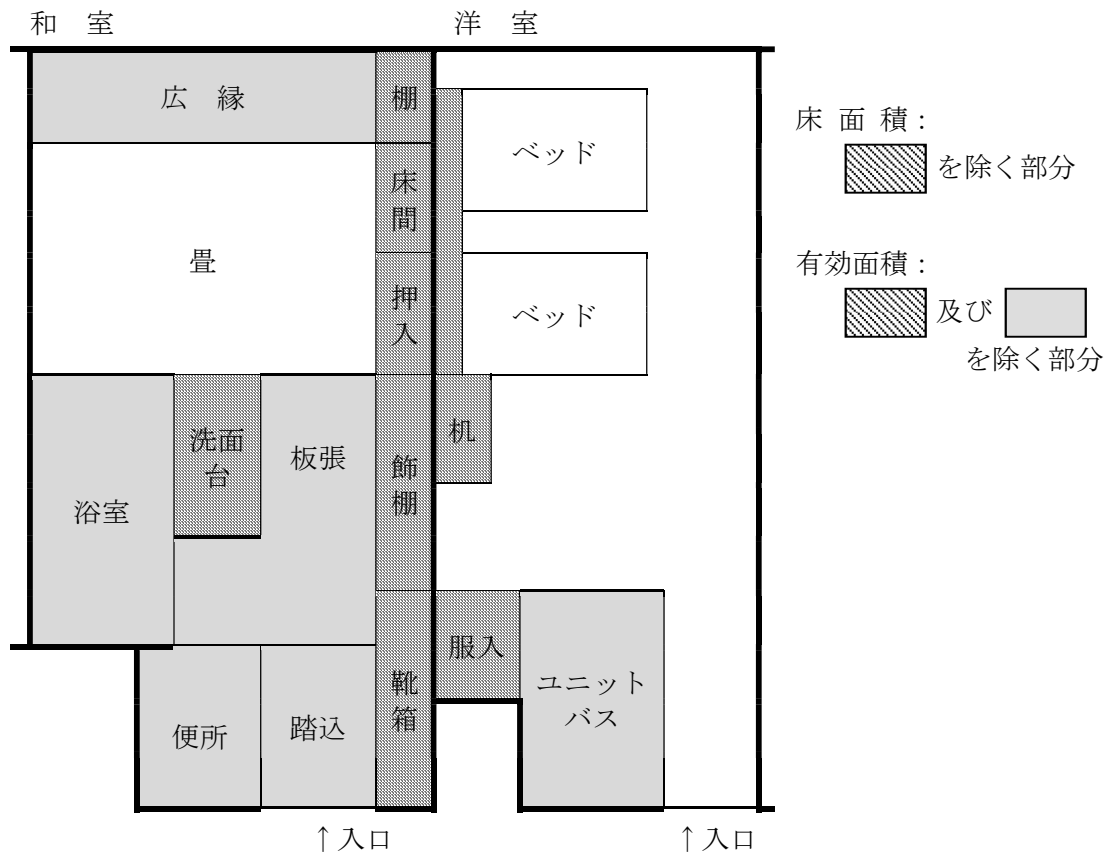 和　室
洋　室
広　縁
棚
ベッド
床間
畳
押入
ベッド
洗面台
板張
飾棚
机
浴室
服入
靴箱
ユニットバス
便所
踏込
↑入口
↑入口
床 面 積：
を除く部分
有効面積：
及び
を除く部分